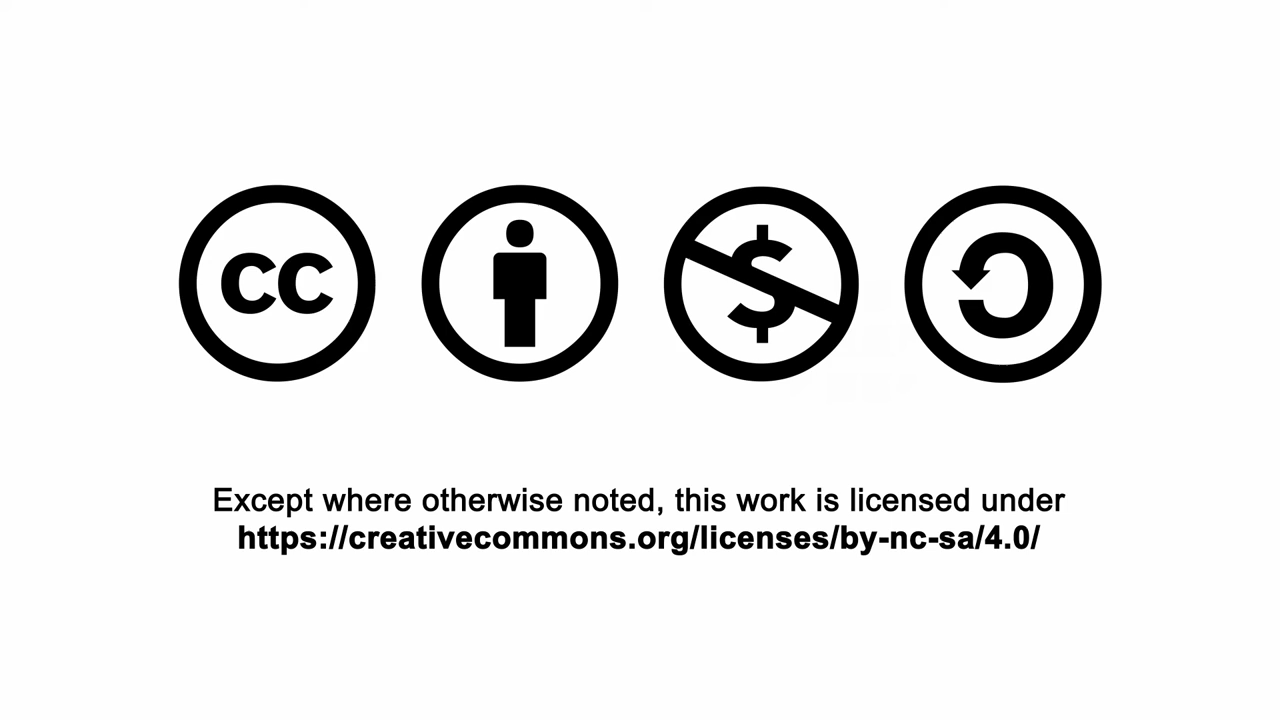 cc
$
Except where otherwise noted, this work is licensed under
https://creativecommons.org/licenses/by-nc-sa/4.0/